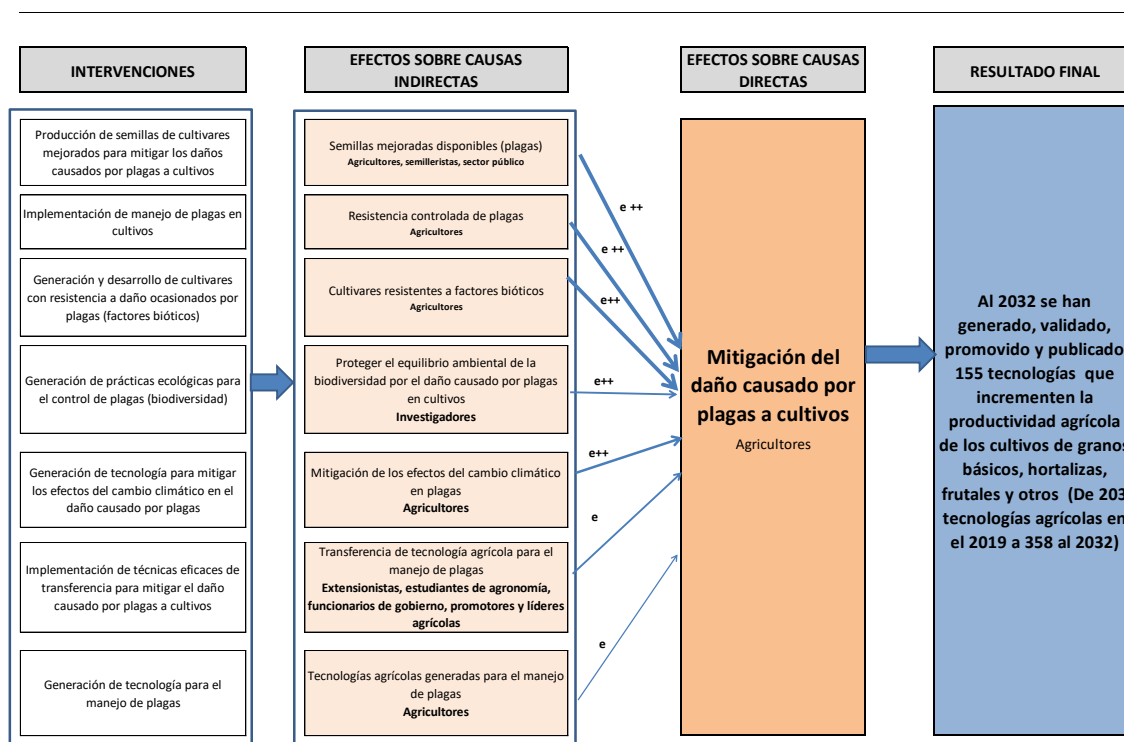 INTERVENCIONES
EFECTOS SOBRE CAUSAS
INDIRECTAS
EFECTOS SOBRE CAUSAS
DIRECTAS
RESULTADO FINAL
Producción de semillas de cultivares
mejorados para mitigar los daños
causados por plagas a cultivos
Implementación de manejo de plagas en
cultivos
Generación y desarrollo de cultivares
con resistencia a daño ocasionados por
plagas (factores bióticos)
Generación de prácticas ecológicas para
el control de plagas (biodiversidad)
Generación de tecnología para mitigar
los efectos del cambio climático en el
daño causado por plagas
Implementación de técnicas eficaces de
transferencia para mitigar el daño
causado por plagas a cultivos
Generación de tecnología para el
manejo de plagas
Semillas mejoradas disponibles (plagas)
Agricultores, semilleristas, sector público
Resistencia controlada de plagas
Agricultores
Cultivares resistentes a factores bióticos
Agricultores
Proteger el equilibrio ambiental de la
biodiversidad por el daño causado por plagas
en cultivos
Investigadores
Mitigación de los efectos del cambio climático
en plagas
Agricultores
Transferencia de tecnología agrícola para el
manejo de plagas
Extensionistas, estudiantes de agronomía,
funcionarios de gobierno, promotores y líderes
agrícolas
Tecnologías agrícolas generadas para el manejo
de plagas
Agricultores
e ++
e ++
e++
e++
e++
e
e
Mitigación del
daño causado por
plagas a cultivos
Agricultores
Al 2032 se han
generado, validado,
promovido y publicado
155 tecnologías que
incrementen la
productividad agrícola
de los cultivos de granos
básicos, hortalizas,
frutales y otros (De 203
tecnologías agrícolas en
el 2019 a 358 al 2032)